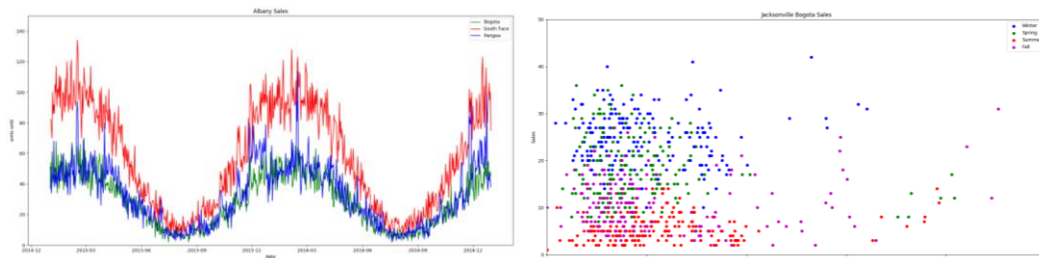 Albany Sales
Bogota
South Face
Pangea
units sold
140
120
100
80
60
40
20
0
2014-12
2015-03
2015-06
2015-09
2015-12
2016-03
2016-06
2016-09
2016-12
date
Jacksonville Bogota Sales
Winter
Spring
Summer
Fall
Sales
50
40
30
20
10
0